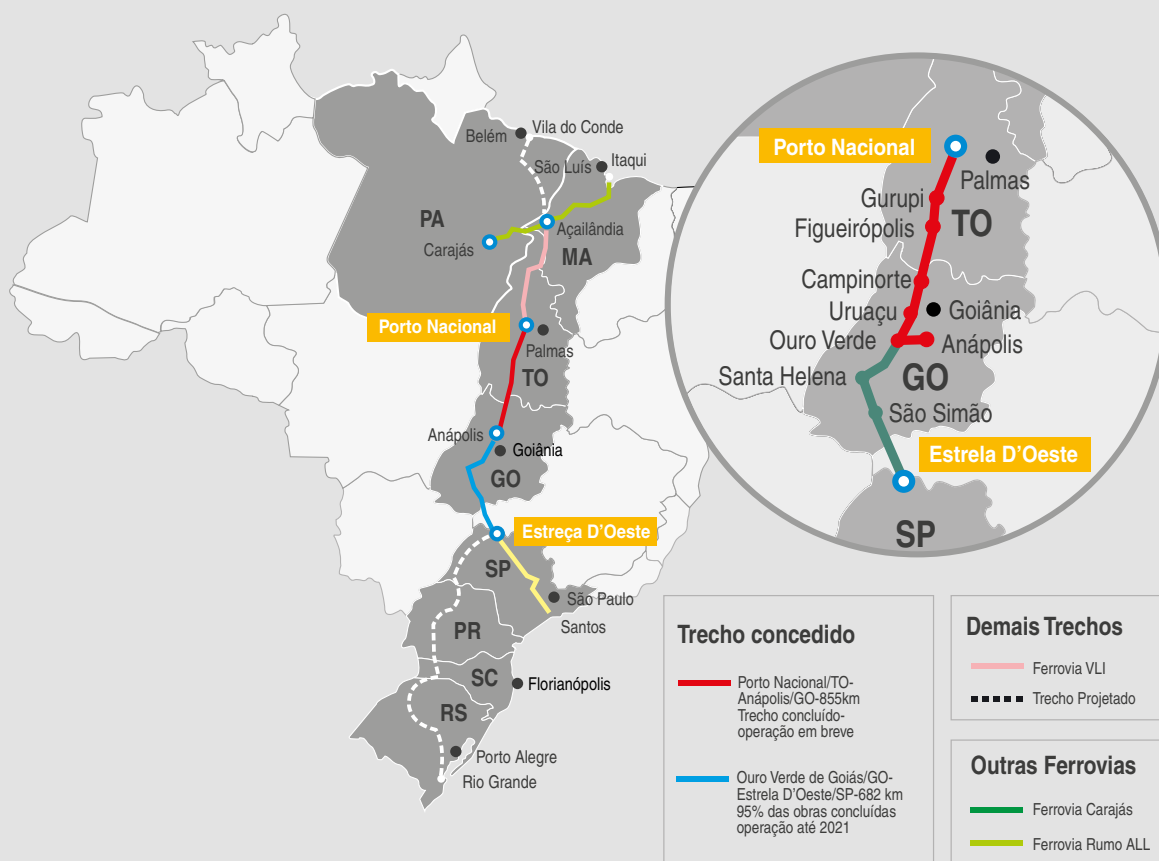 Belém
Vila do Conde
São Luís
Itaqui
PA
Açailândia
Carajás
MA
Porto Nacional
Palmas
TO
Anápolis
Goiânia
GO
Estreça D'Oeste
SP
São Paulo
Santos
PR
SC
Florianópolis
RS
Porto Alegre
Rio Grande
Porto Nacional
Palmas
Gurupi
TO
Figueirópolis
Campinorte
Uruaçu
Goiânia
Ouro Verde
Anápolis
Santa Helena
GO
São Simão
Estrela D'Oeste
SP
Trecho concedido
Porto Nacional/TO-
Anápolis/GO-855km
Trecho concluído-
operação em breve
Ouro Verde de Goiás/GO-
Estrela D'Oeste/SP-682 km
95% das obras concluídas
operação até 2021
Demais Trechos
Ferrovia VLI
Trecho Projetado
Outras Ferrovias
Ferrovia Carajás
Ferrovia Rumo ALL